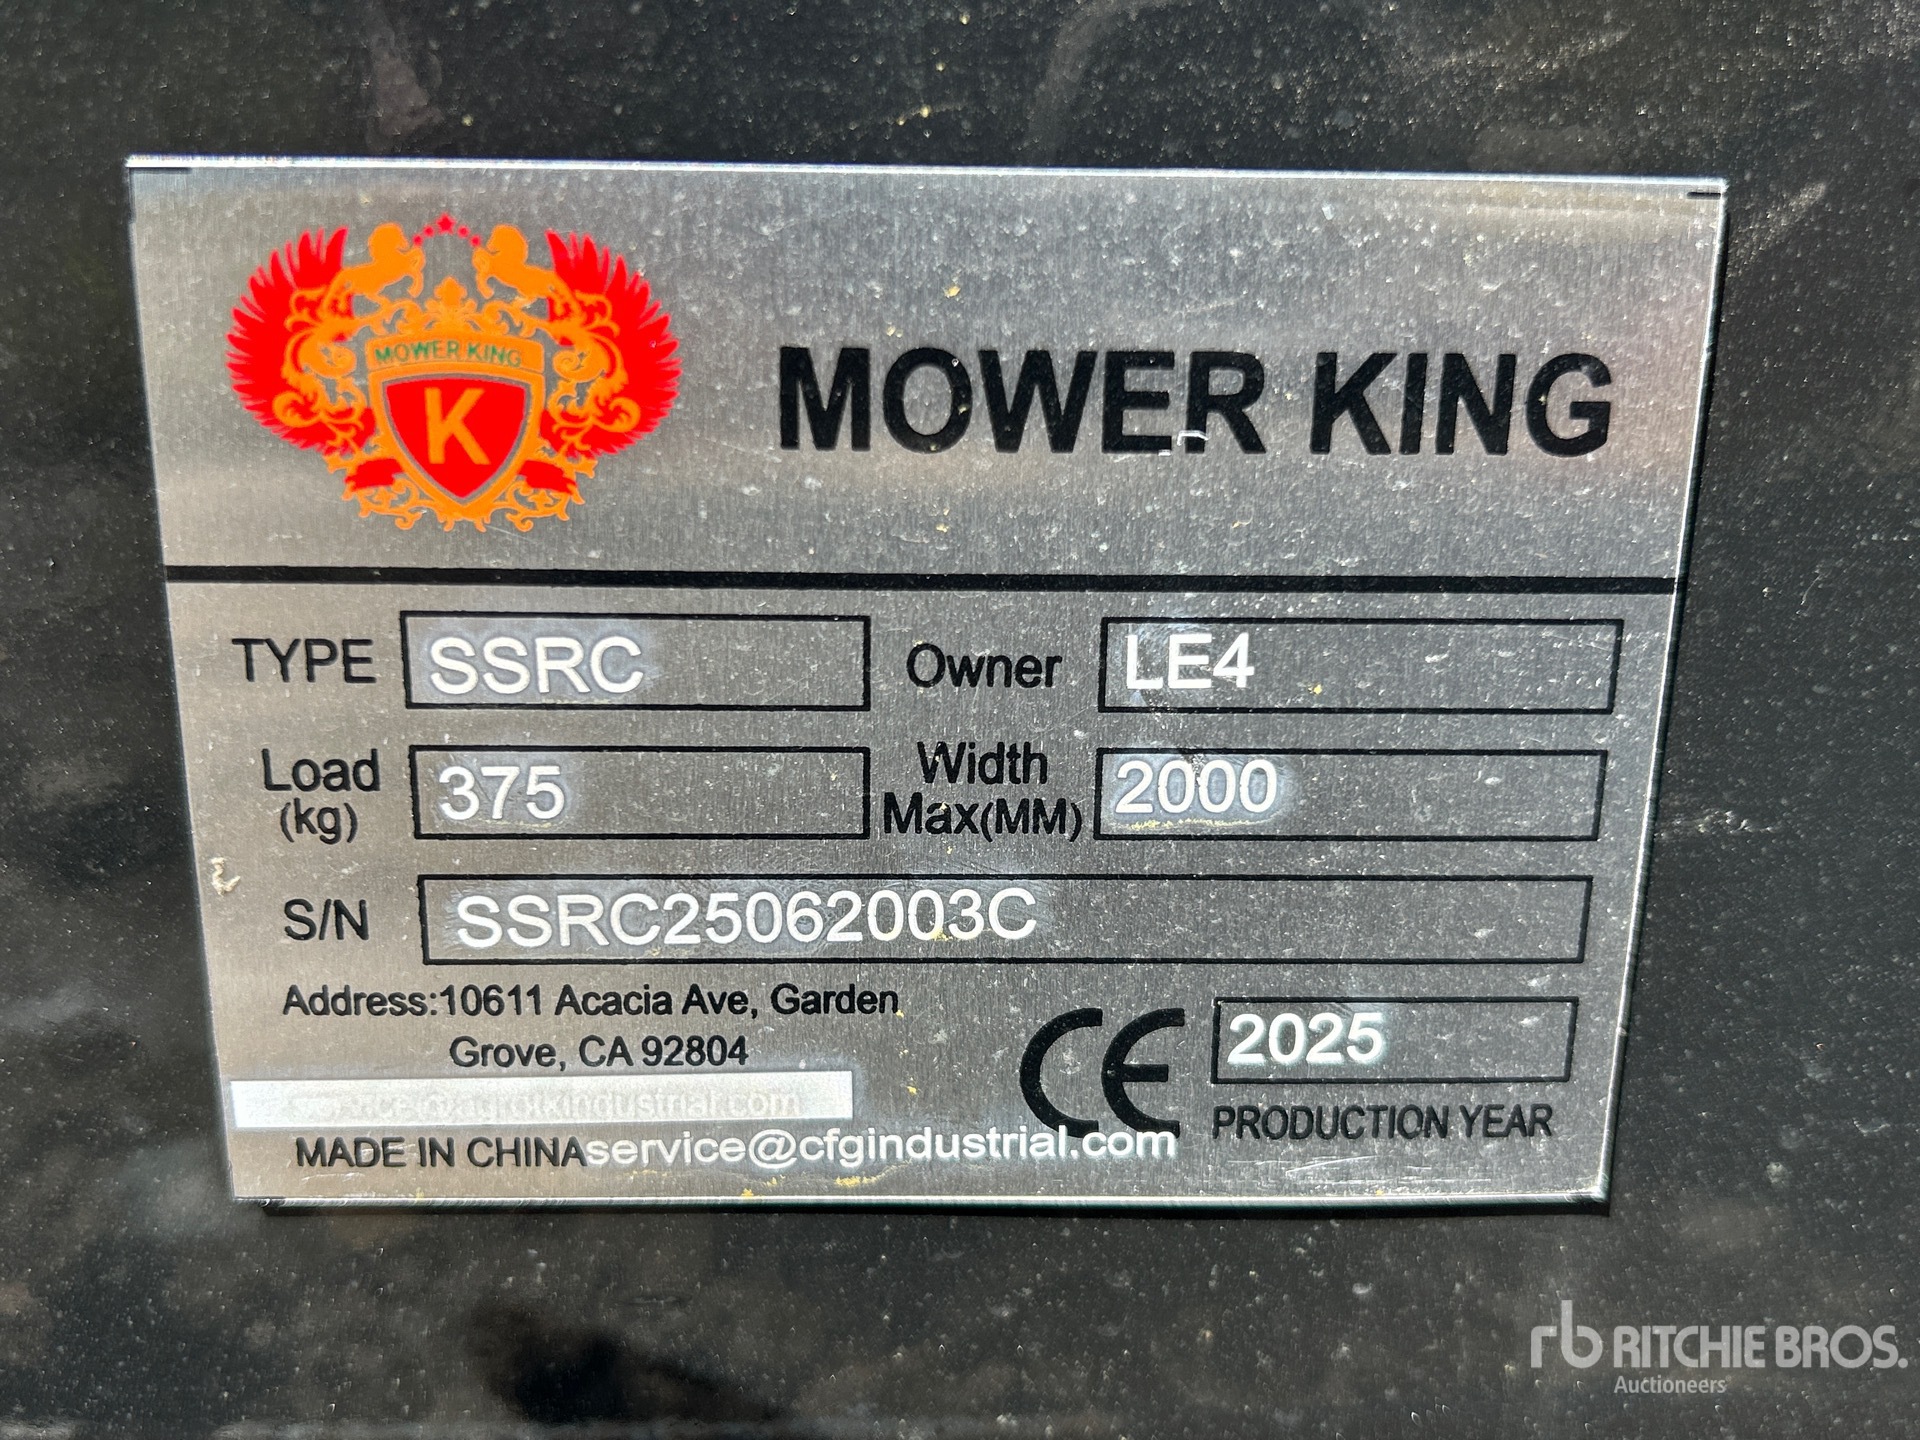 MOWER KING
K
MOWER KING
TYPE SSRC Owner LE4
Load (kg) 375 Width Max(MM) 2000
S/N SSRC25062003C
Address:10611 Acacia Ave, Garden
Grove, CA 92804
CE 2025
PRODUCTION YEAR
MADE IN CHINA service@cfgindustrial.com
rb RITCHIE BROS.
Auctioneers